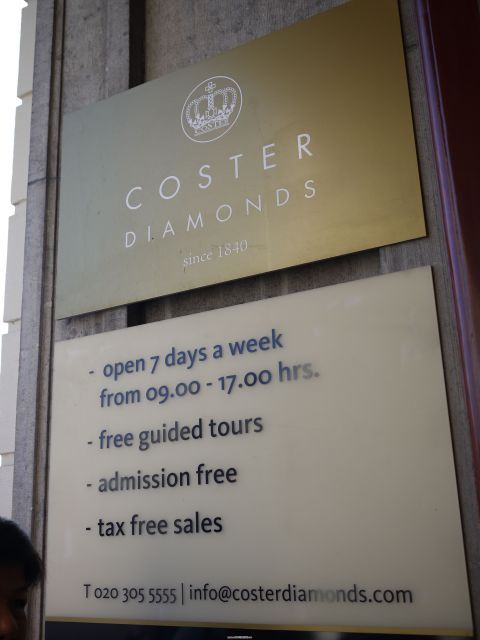 COSTER
COSTER
DIAMONDS
since 1840
- open 7 days a week
from 09.00 - 17.00 hrs.
- free guided tours
- admission free
- tax free sales
T 020 305 5555 | info@costerdiamonds.com